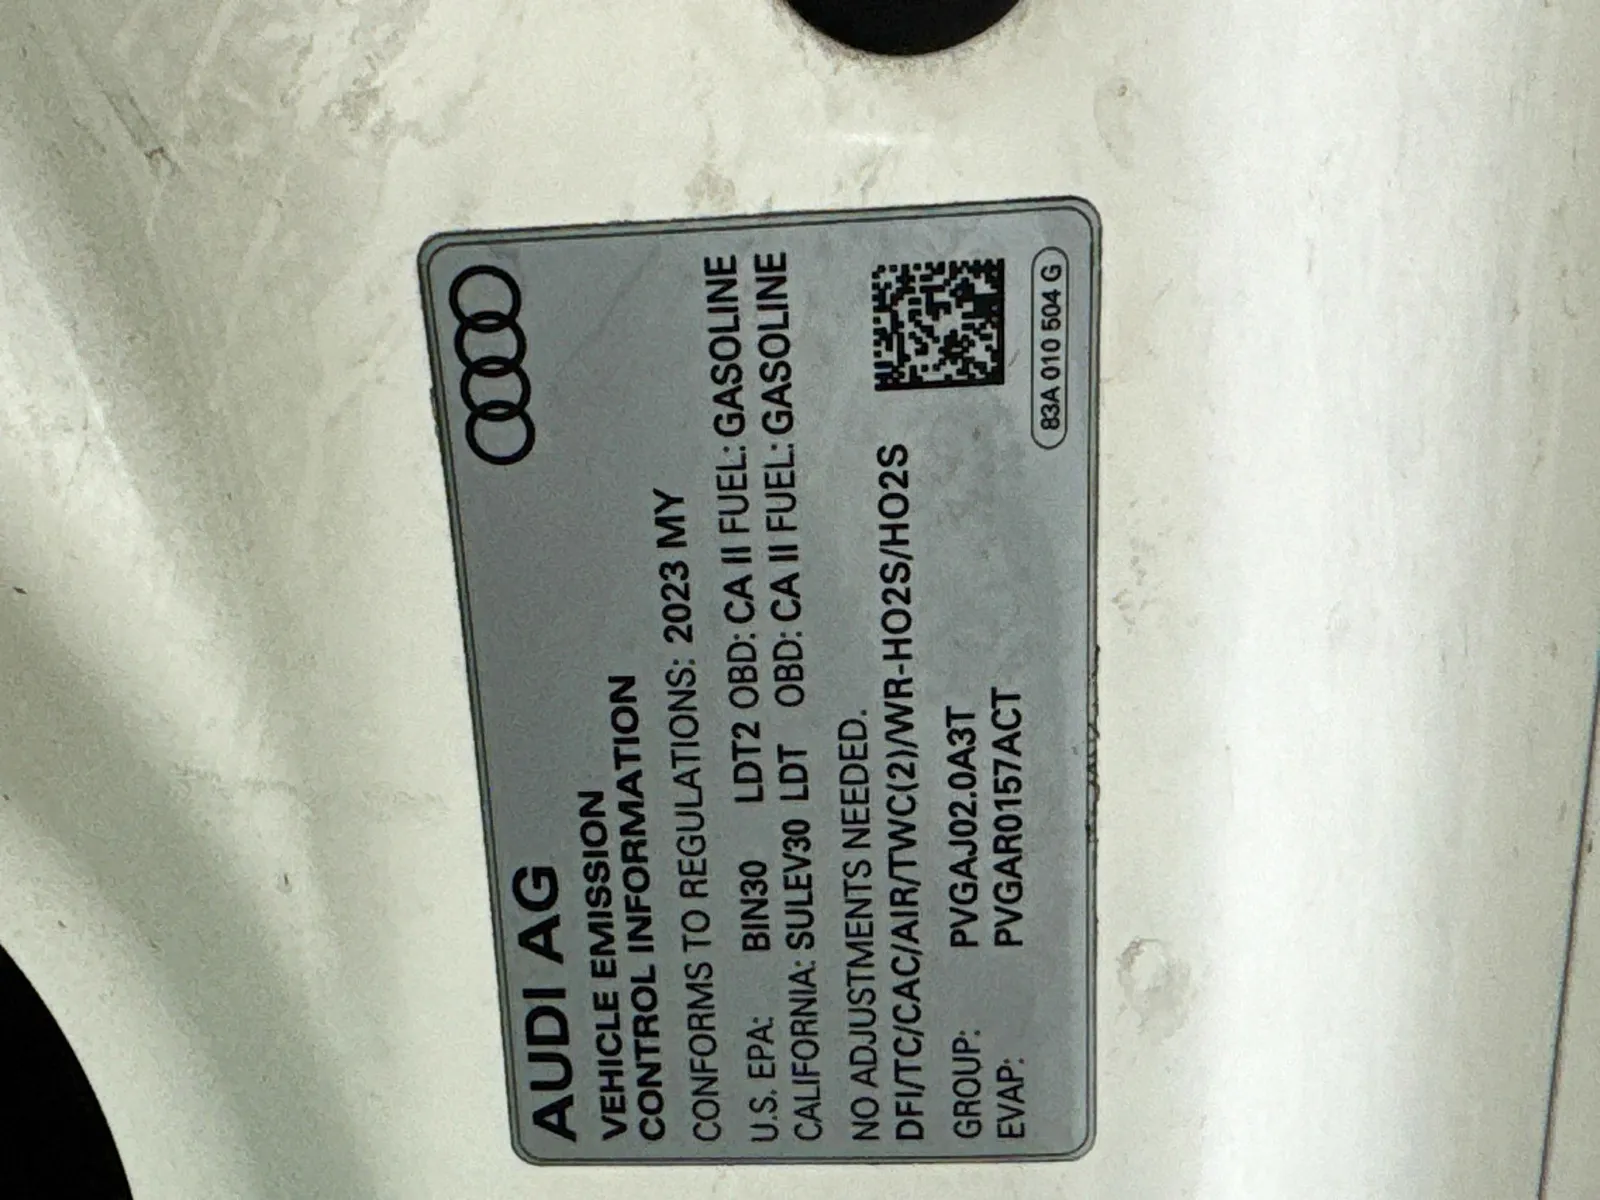 AUDI AG
VEHICLE EMISSION
CONTROL INFORMATION
CONFORMS TO REGULATIONS: 2023 MY
U.S. EPA: BIN30 LDT2 OBD: CA II FUEL: GASOLINE
CALIFORNIA: SULEV30 LDT OBD: CA II FUEL: GASOLINE
NO ADJUSTMENTS NEEDED.
DFI/TC/CAC/AIR/TWC(2)/WR-HO2S/HO2S
GROUP: PVGAJ02.0A3T
EVAP: PVGAR0157ACT
83A 010 504 G